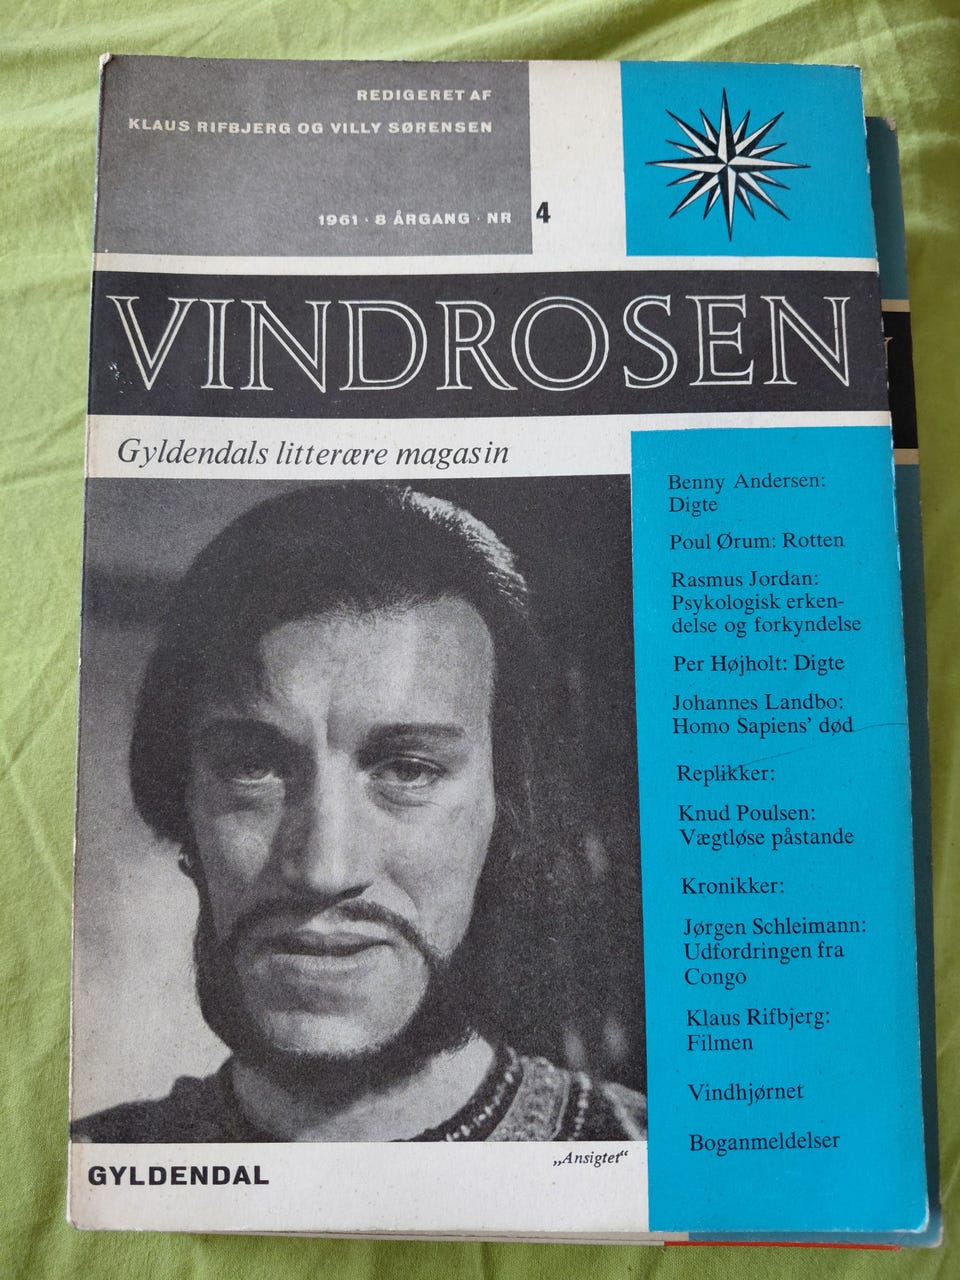 REDIGERET AF
KLAUS RIFBJERG OG VILLY SØRENSEN
1961 · 8 ÅRGANG · NR 4
VINDROSEN
Gyldendals litterære magasin
Benny Andersen:
Digte
Poul Ørum: Rotten
Rasmus Jordan:
Psykologisk erken-
delse og forkyndelse
Per Højholt: Digte
Johannes Landbo:
Homo Sapiens' død
Replikker:
Knud Poulsen:
Vægtløse påstande
Kronikker:
Jørgen Schleimann:
Udfordringen fra
Congo
Klaus Rifbjerg:
Filmen
Vindhjørnet
Boganmeldelser
„Ansigtet“
GYLDENDAL